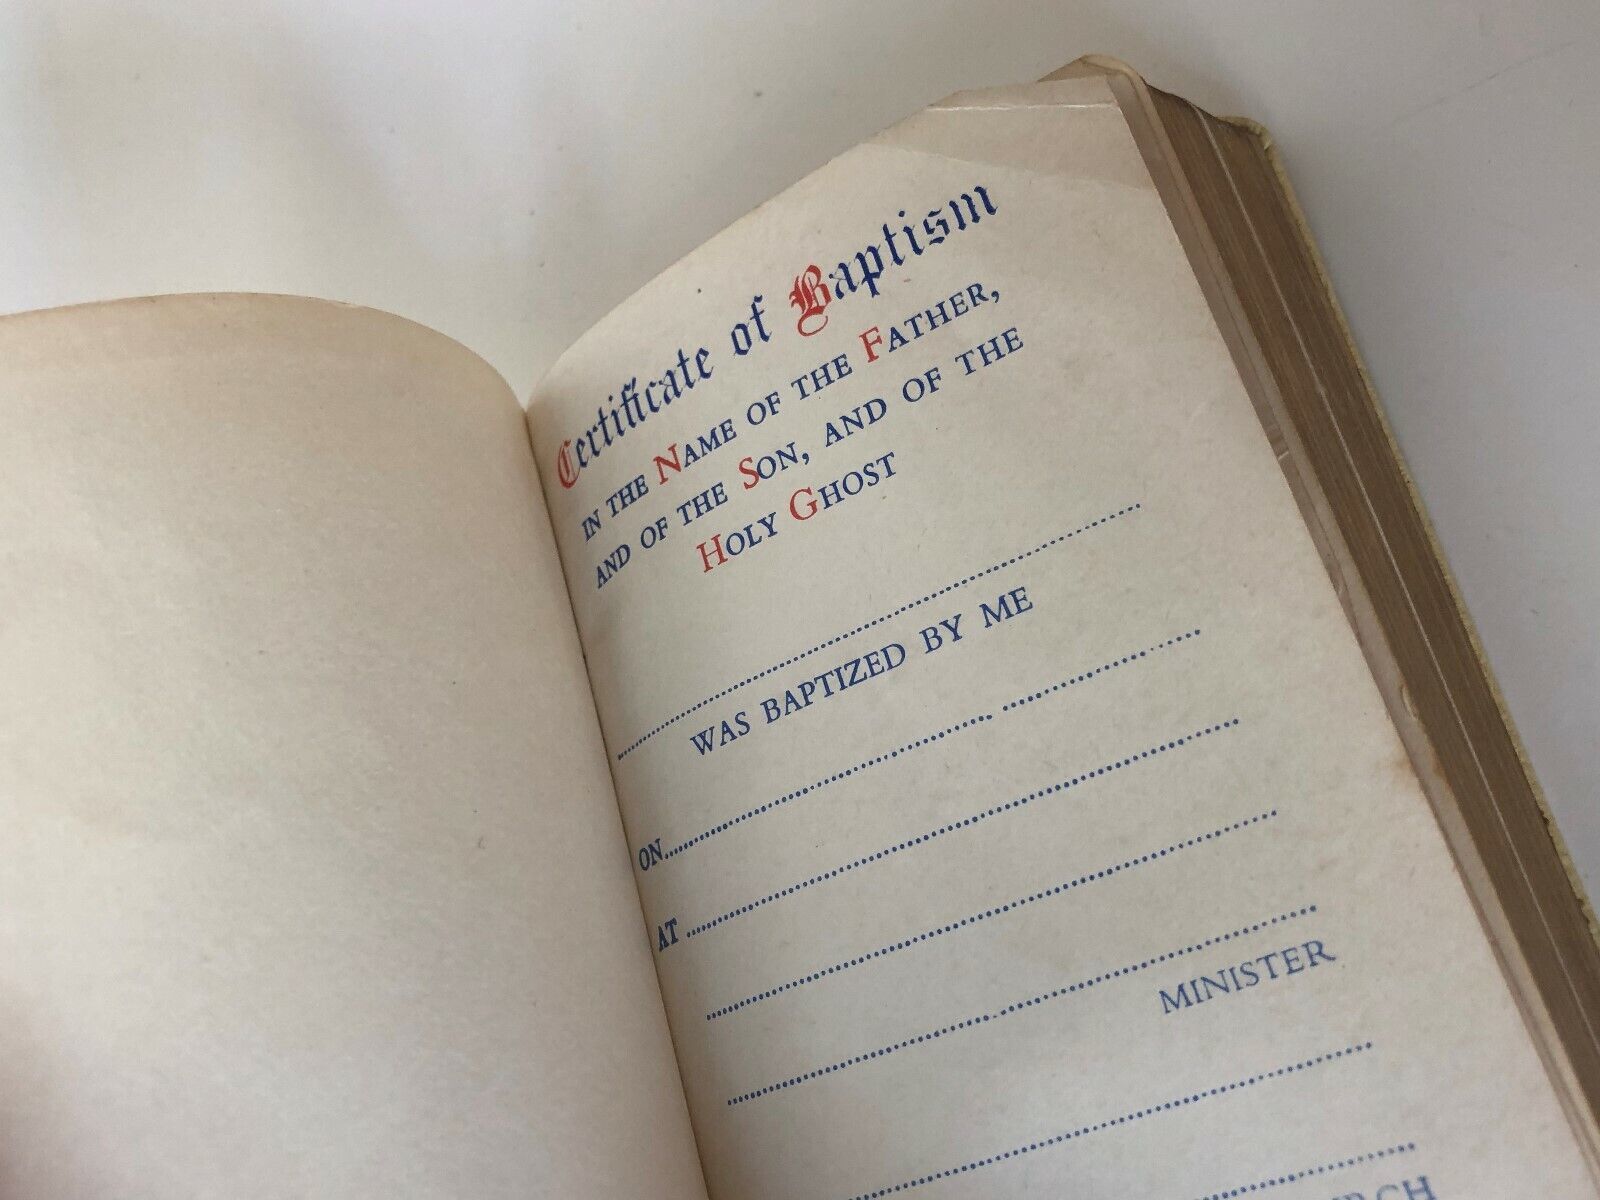 Certificate of Baptism
IN THE NAME OF THE FATHER,
AND OF THE SON, AND OF THE
HOLY GHOST
WAS BAPTIZED BY ME
ON
AT
MINISTER